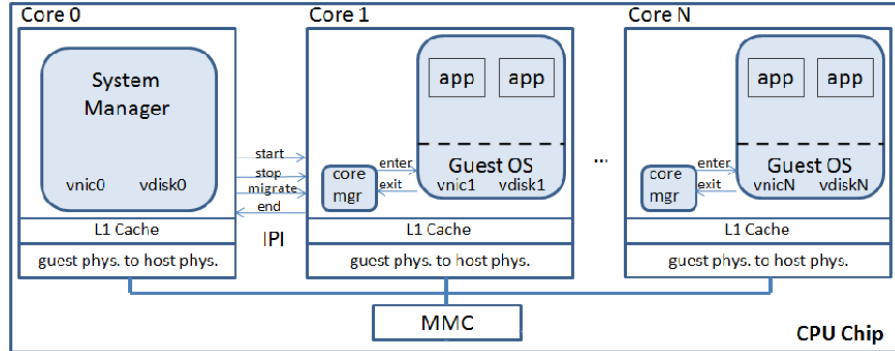 Core 0
Core 1
Core N
System
Manager
vnic0 vdisk0
start
stop
migrate
end
IPI
app app
core
mgr
enter
exit
Guest OS
vnic1 vdisk1
...
app app
core
mgr
enter
exit
Guest OS
vnicN vdiskN
L1 Cache
L1 Cache
L1 Cache
guest phys. to host phys.
guest phys. to host phys.
guest phys. to host phys.
MMC
CPU Chip